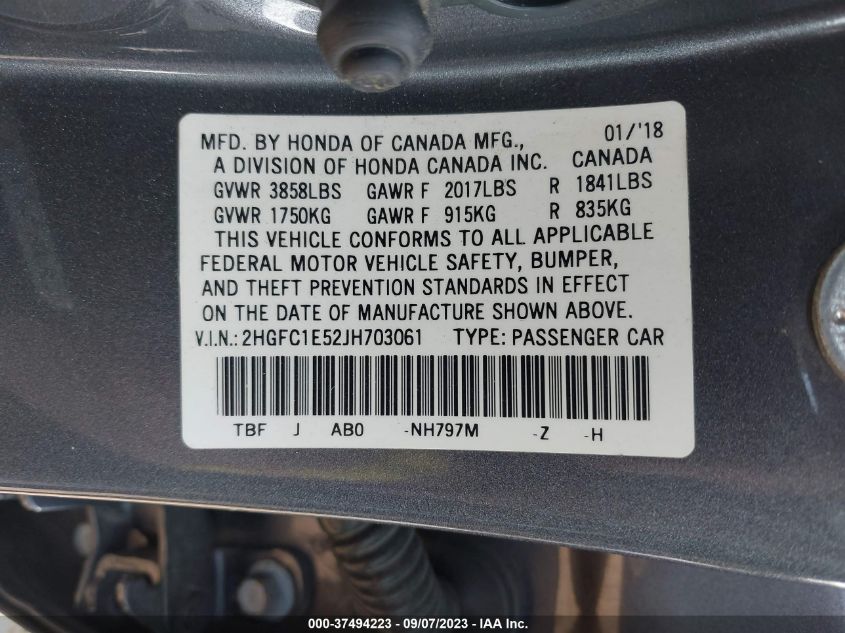 MFD. BY HONDA OF CANADA MFG., 01/'18
A DIVISION OF HONDA CANADA INC. CANADA
GVWR 3858LBS GAWR F 2017LBS R 1841LBS
GVWR 1750KG GAWR F 915KG R 835KG
THIS VEHICLE CONFORMS TO ALL APPLICABLE
FEDERAL MOTOR VEHICLE SAFETY, BUMPER,
AND THEFT PREVENTION STANDARDS IN EFFECT
ON THE DATE OF MANUFACTURE SHOWN ABOVE.
V.I.N.: 2HGFC1E52JH703061 TYPE: PASSENGER CAR
TBF J AB0 -NH797M -Z -H
000-37494223 - 09/07/2023 - IAA Inc.